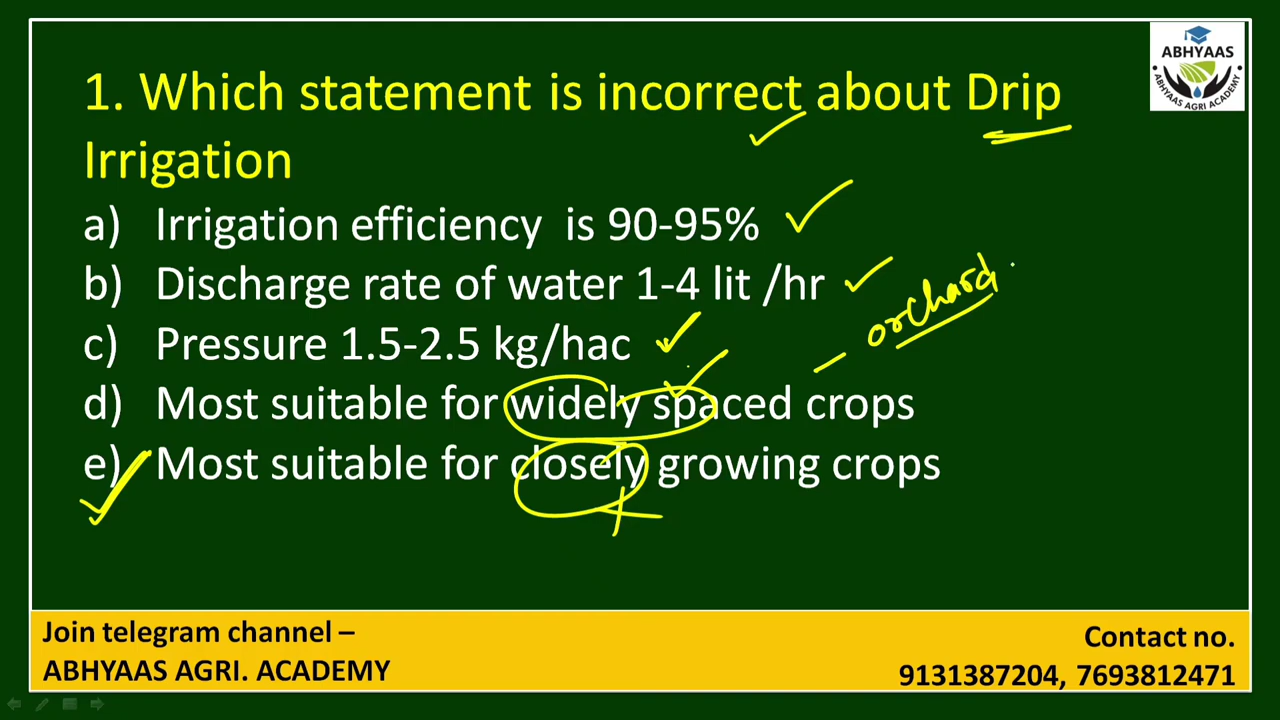 ABHYAAS
ABHYAAS AGRI ACADEMY
1. Which statement is incorrect about Drip
Irrigation
a) Irrigation efficiency is 90-95%
b) Discharge rate of water 1-4 lit /hr
orchard
c) Pressure 1.5-2.5 kg/hac
d) Most suitable for widely spaced crops
e) Most suitable for closely growing crops
Join telegram channel –
ABHYAAS AGRI. ACADEMY
Contact no.
9131387204, 7693812471